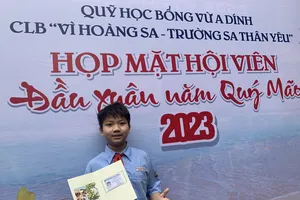 QUỸ HỌC BỔNG VỪ A DÍNH
CLB "VÌ HOÀNG SA - TRƯỜNG SA THÂN YÊU"
HỌP MẶT HỘI VIÊN
Đầu xuân năm Quý Mão
2023